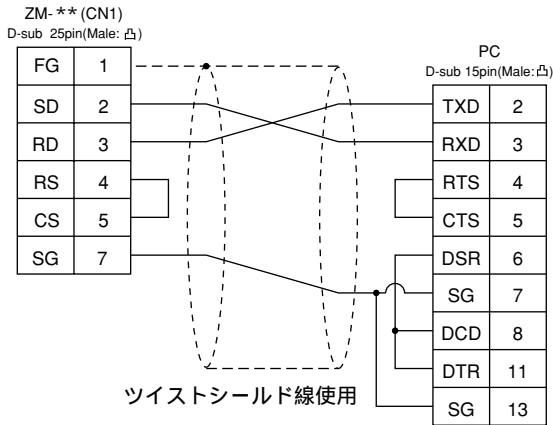 ZM-** (CN1)
D-sub 25pin(Male: 凸)
FG 1
SD 2
RD 3
RS 4
CS 5
SG 7
PC
D-sub 15pin(Male:凸)
TXD 2
RXD 3
RTS 4
CTS 5
DSR 6
SG 7
DCD 8
DTR 11
SG 13
ツイストシールド線使用